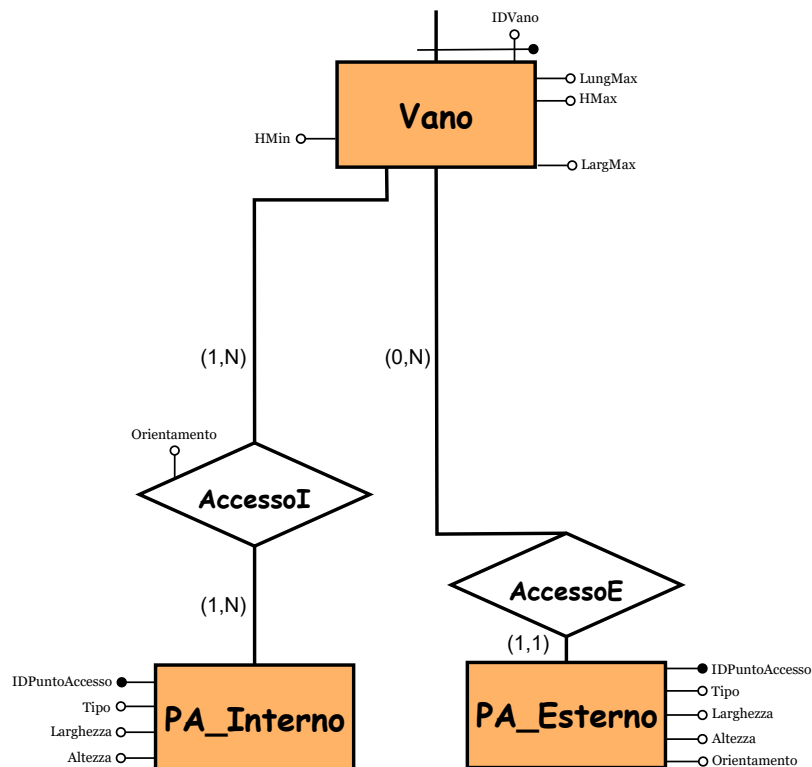 IDVano
LungMax
HMax
Vano
HMin
LargMax
(1,N)
(0,N)
Orientamento
AccessoI
AccessoE
(1,N)
(1,1)
IDPuntoAccesso
Tipo
PA_Interno
Larghezza
Altezza
IDPuntoAccesso
Tipo
PA_Esterno
Larghezza
Altezza
Orientamento